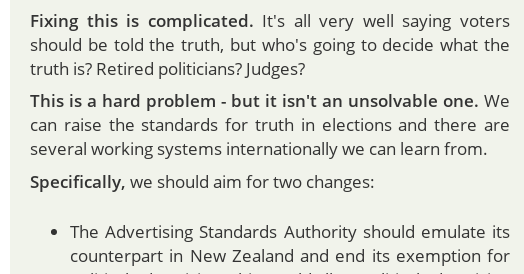 Fixing this is complicated. It's all very well saying voters
should be told the truth, but who's going to decide what the
truth is? Retired politicians? Judges?
This is a hard problem - but it isn't an unsolvable one. We
can raise the standards for truth in elections and there are
several working systems internationally we can learn from.
Specifically, we should aim for two changes:
• The Advertising Standards Authority should emulate its
counterpart in New Zealand and end its exemption for